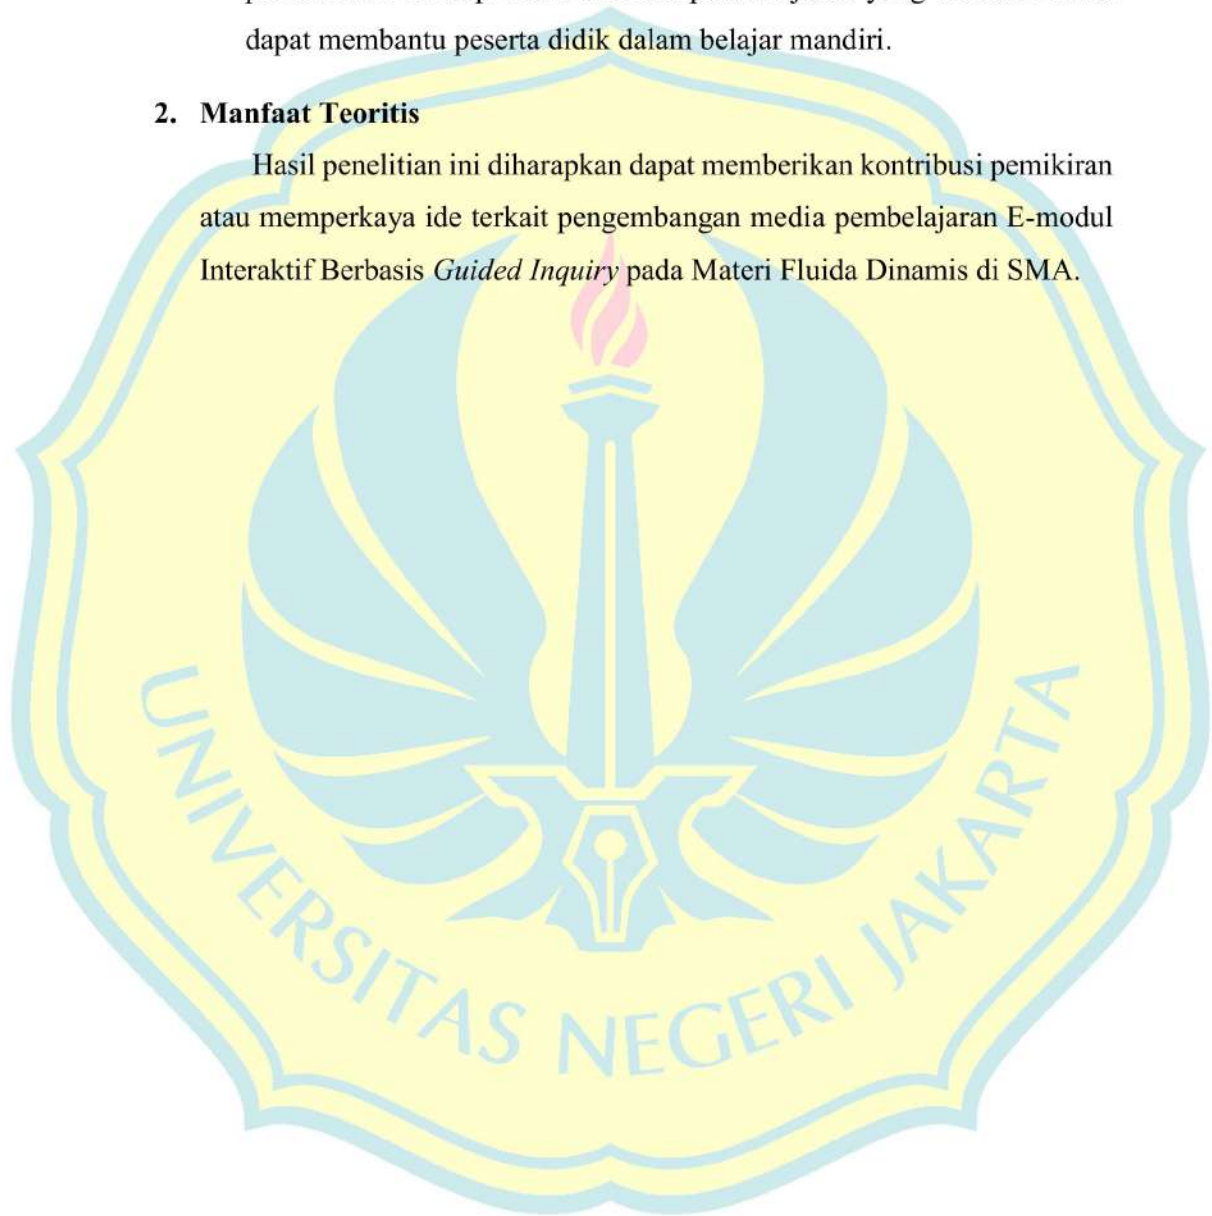 dapat membantu peserta didik dalam belajar mandiri.
2. Manfaat Teoritis
Hasil penelitian ini diharapkan dapat memberikan kontribusi pemikiran
atau memperkaya ide terkait pengembangan media pembelajaran E-modul
Interaktif Berbasis Guided Inquiry pada Materi Fluida Dinamis di SMA.
UNIVERSITAS NEGERI JAKARTA